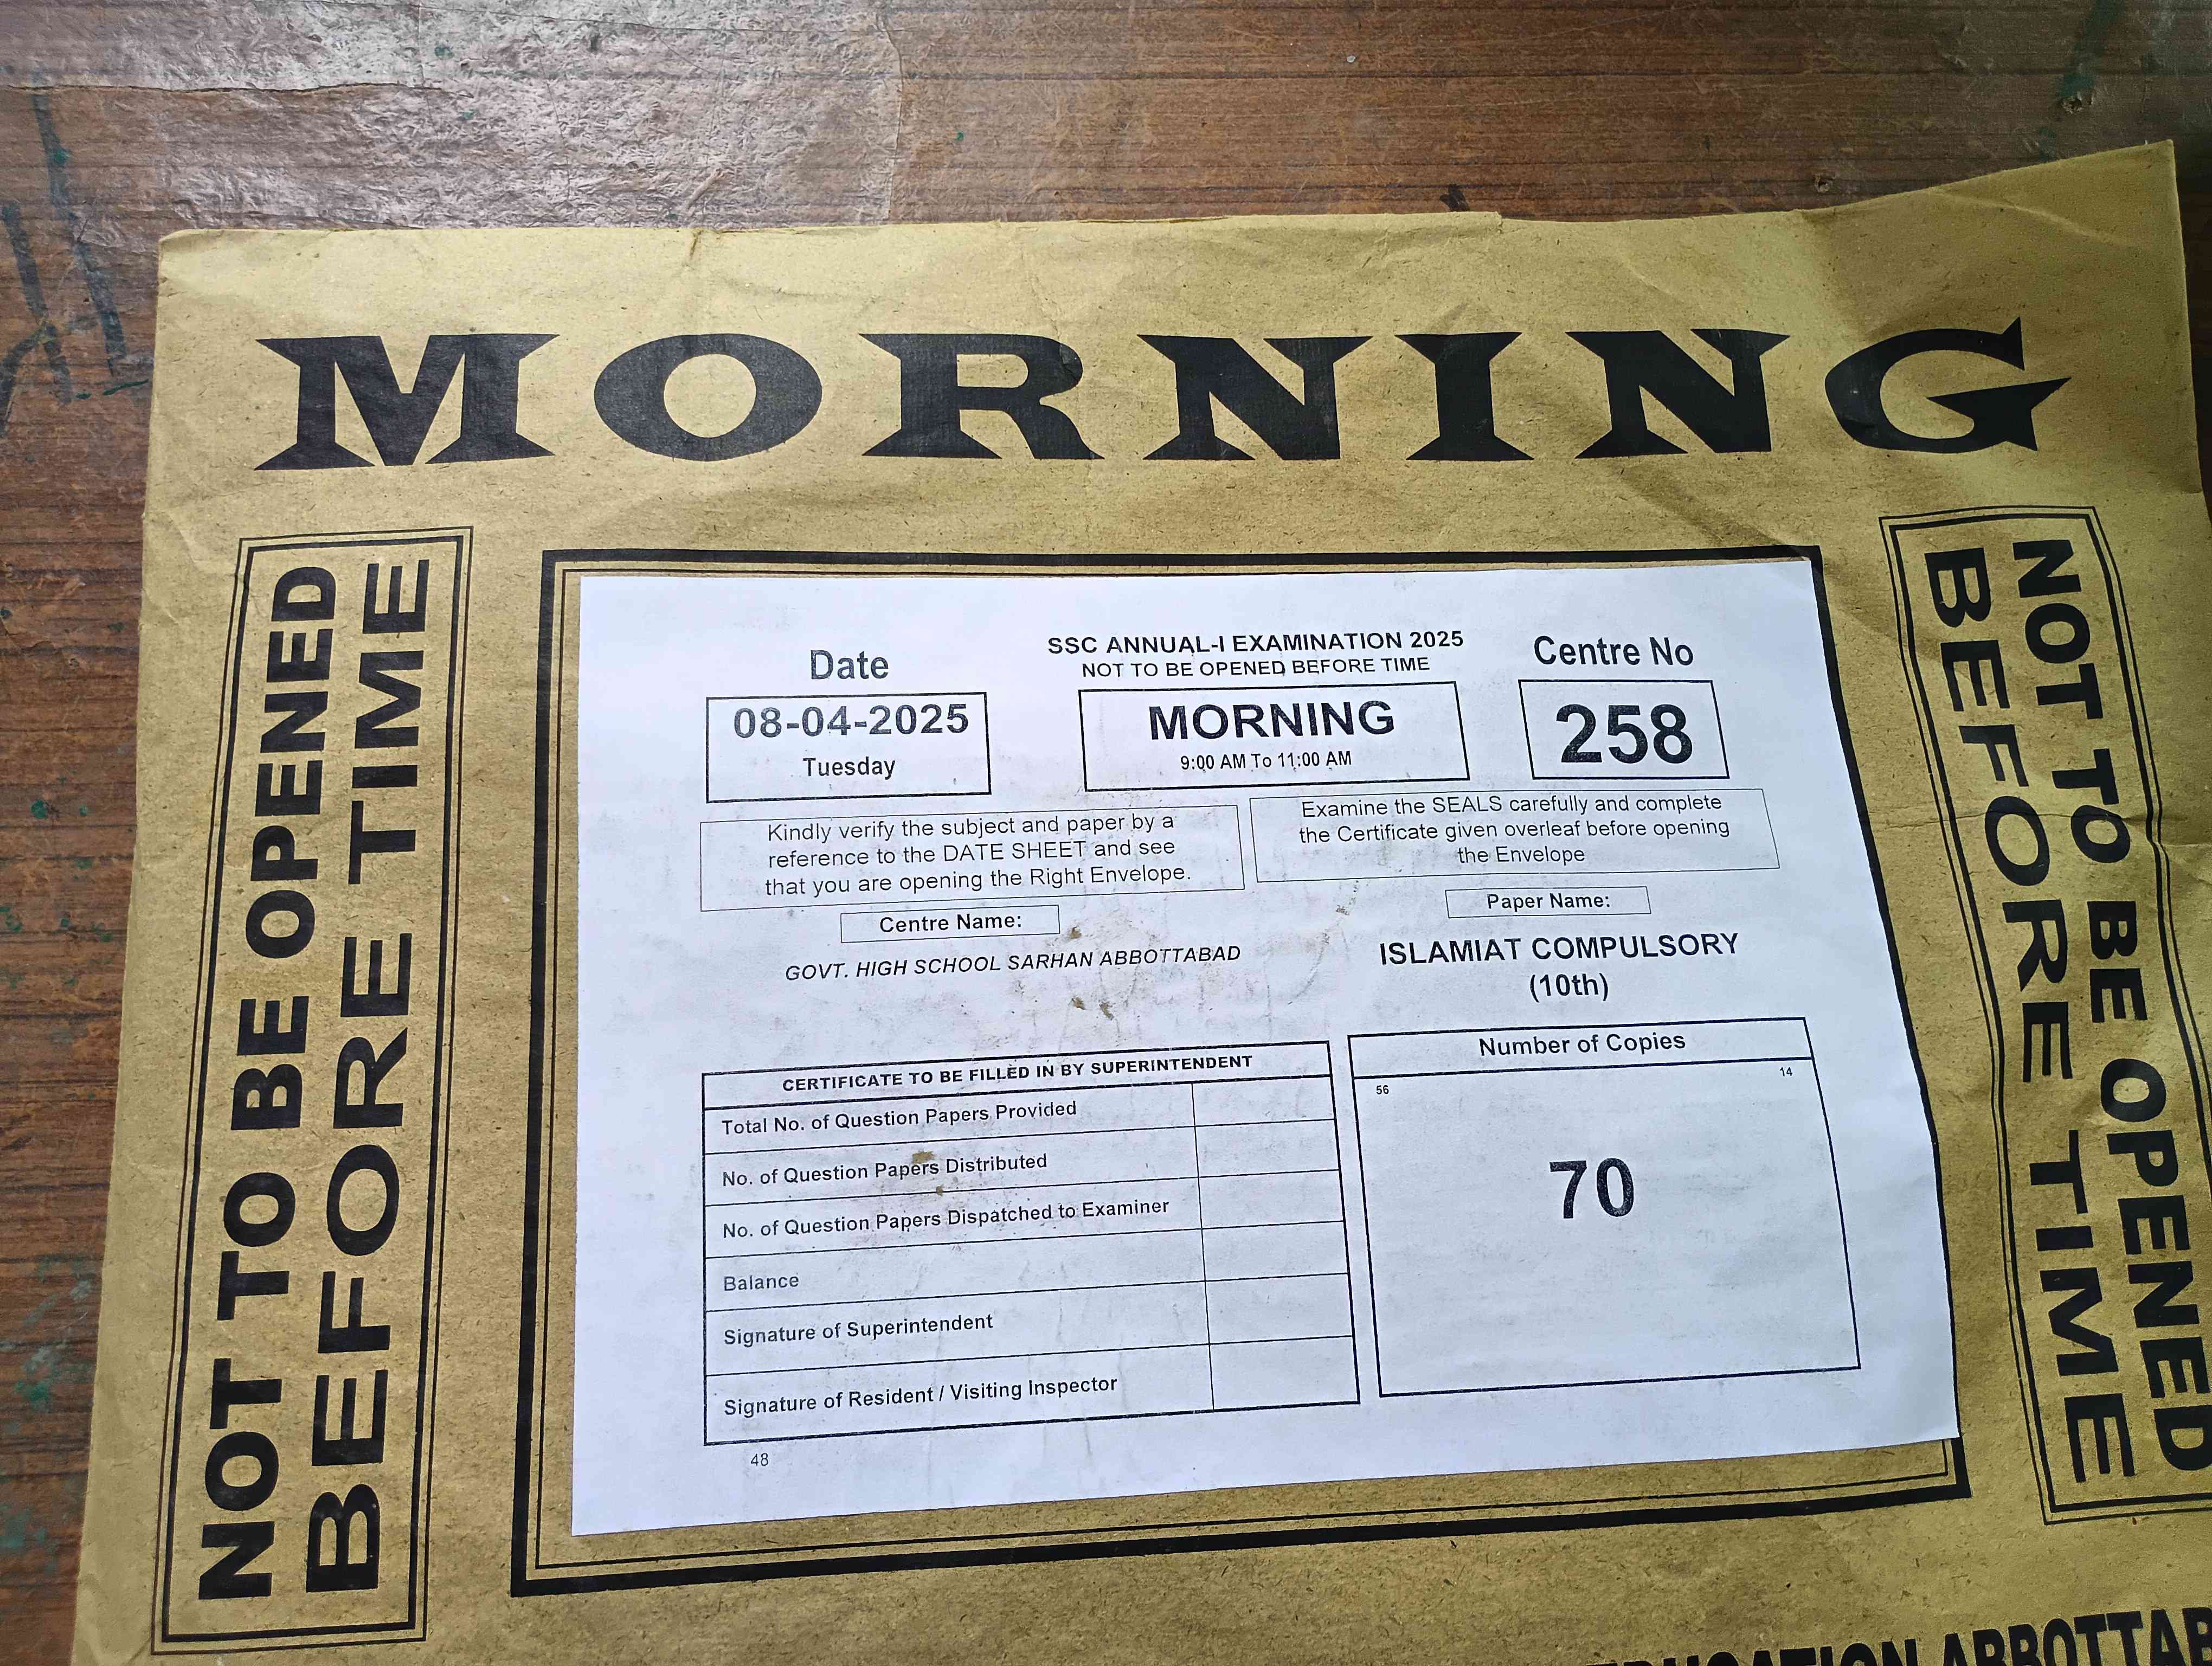 MORNING
NOT TO BE OPENED
BEFORE TIME
SSC ANNUAL-I EXAMINATION 2025
NOT TO BE OPENED BEFORE TIME
Date
08-04-2025
Tuesday
MORNING
9:00 AM To 11:00 AM
Centre No
258
Kindly verify the subject and paper by a
reference to the DATE SHEET and see
that you are opening the Right Envelope.
Examine the SEALS carefully and complete
the Certificate given overleaf before opening
the Envelope
Centre Name:
GOVT. HIGH SCHOOL SARHAN ABBOTTABAD
Paper Name:
ISLAMIAT COMPULSORY
(10th)
CERTIFICATE TO BE FILLED IN BY SUPERINTENDENT
Total No. of Question Papers Provided
No. of Question Papers Distributed
No. of Question Papers Dispatched to Examiner
Balance
Signature of Superintendent
Signature of Resident / Visiting Inspector
48
Number of Copies
56 14
70
NOT TO BE OPENED
BEFORE TIME